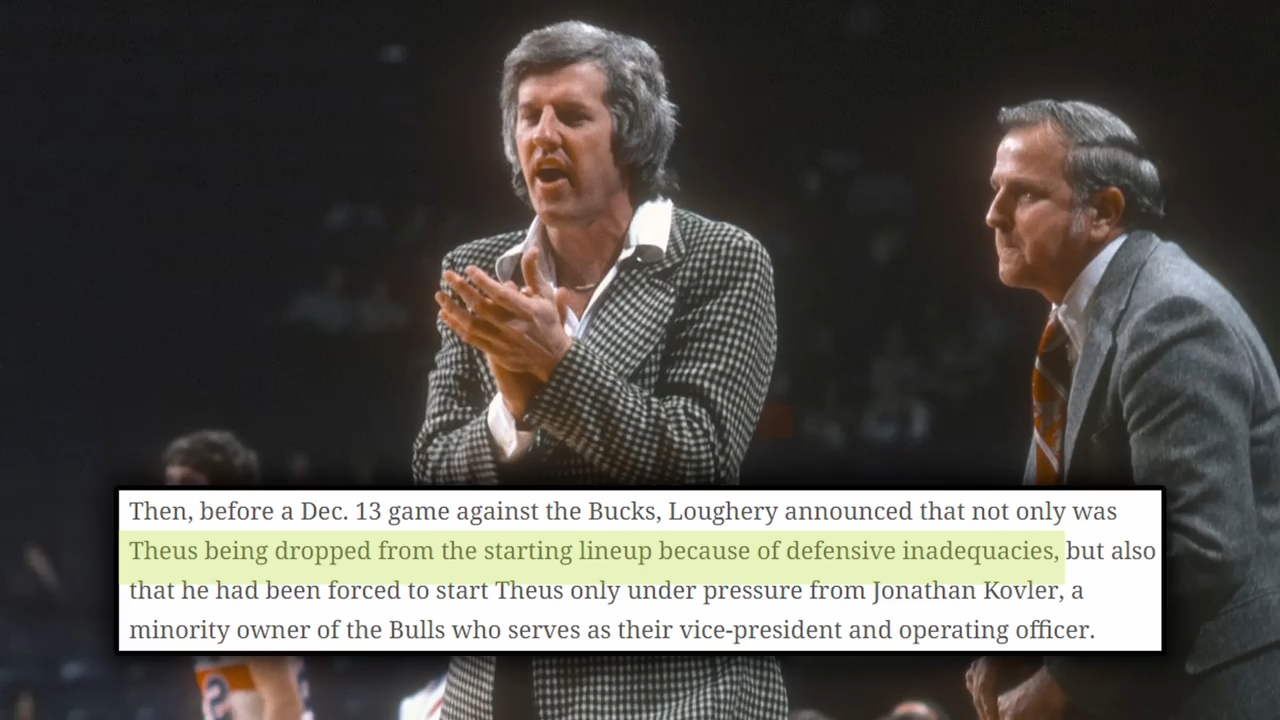 Then, before a Dec. 13 game against the Bucks, Loughery announced that not only was
Theus being dropped from the starting lineup because of defensive inadequacies, but also
that he had been forced to start Theus only under pressure from Jonathan Kovler, a
minority owner of the Bulls who serves as their vice-president and operating officer.
2